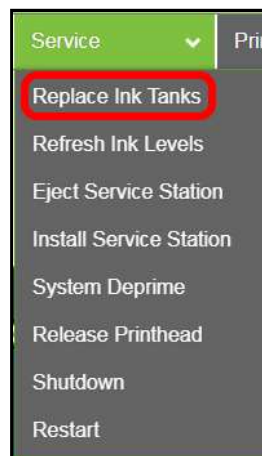 Service
Replace Ink Tanks
Refresh Ink Levels
Eject Service Station
Install Service Station
System Deprime
Release Printhead
Shutdown
Restart